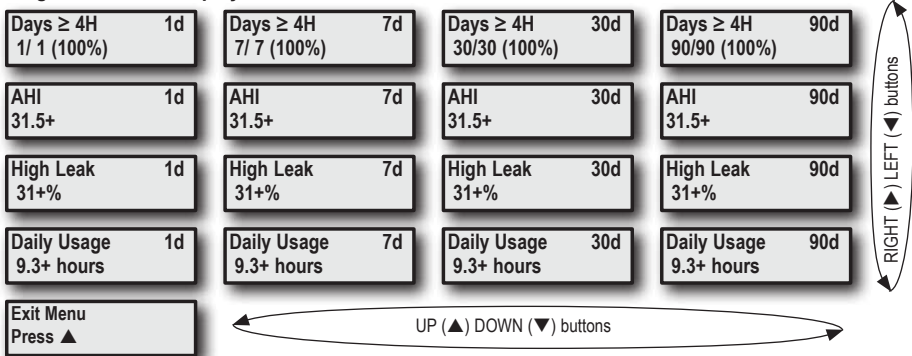 Days ≥ 4H 1d
1/ 1 (100%)
Days ≥ 4H 7d
7/ 7 (100%)
Days ≥ 4H 30d
30/30 (100%)
Days ≥ 4H 90d
90/90 (100%)
AHI 1d
31.5+
AHI 7d
31.5+
AHI 30d
31.5+
AHI 90d
31.5+
High Leak 1d
31+%
High Leak 7d
31+%
High Leak 30d
31+%
High Leak 90d
31+%
Daily Usage 1d
9.3+ hours
Daily Usage 7d
9.3+ hours
Daily Usage 30d
9.3+ hours
Daily Usage 90d
9.3+ hours
Exit Menu
Press ▲
UP (▲) DOWN (▼) buttons
RIGHT (▶) LEFT (◀) buttons